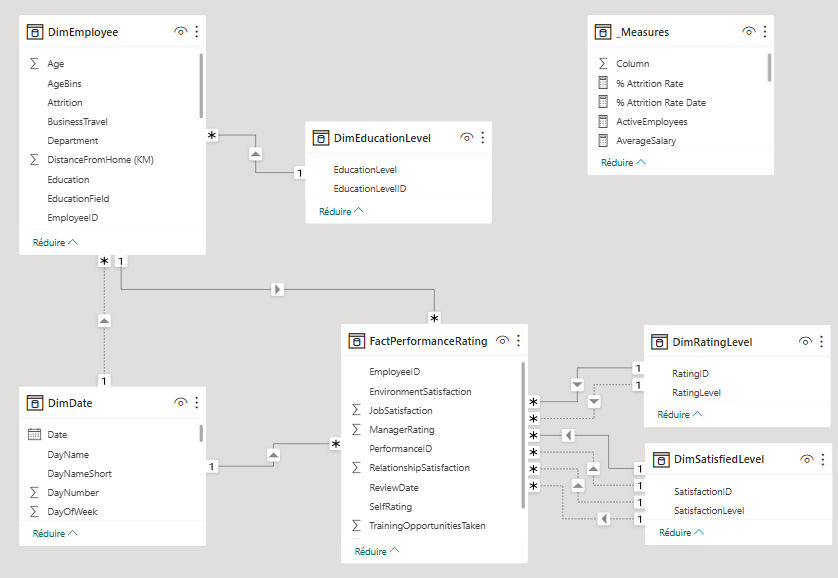 DimEmployee
Age
AgeBins
Attrition
BusinessTravel
Department
DistanceFromHome (KM)
Education
EducationField
EmployeeID
Réduire
_Measures
Column
% Attrition Rate
% Attrition Rate Date
ActiveEmployees
AverageSalary
Réduire
DimEducationLevel
EducationLevel
EducationLevelID
Réduire
* 
1
* 
1
*
1
DimDate
Date
DayName
DayNameShort
DayNumber
DayOfWeek
Réduire
1
*
*
FactPerformanceRating
EmployeeID
EnvironmentSatisfaction
JobSatisfaction
ManagerRating
PerformanceID
RelationshipSatisfaction
ReviewDate
SelfRating
TrainingOpportunitiesTaken
Réduire
*
*
*
*
*
*
1
1
1
1
1
1
DimRatingLevel
RatingID
RatingLevel
Réduire
DimSatisfiedLevel
SatisfactionID
SatisfactionLevel
Réduire